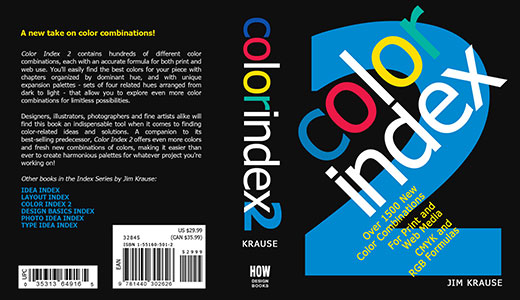 A new take on color combinations!
Color Index 2 contains hundreds of different color
combinations, each with an accurate formula for both print and
web use. You'll easily find the best colors for your piece with
chapters organized by dominant hue, and with unique
expansion palettes - sets of four related hues arranged from
dark to light - that allow you to explore even more color
combinations for limitless possibilities.
Designers, illustrators, photographers and fine artists alike will
find this book an indispensable tool when it comes to finding
color-related ideas and solutions. A companion to its
best-selling predecessor, Color Index 2 offers even more colors
and fresh new combinations of colors, making it easier than
ever to create harmonious palettes for whatever project you're
working on!
Other books in the Index Series by Jim Krause:
IDEA INDEX
LAYOUT INDEX
COLOR INDEX 2
DESIGN BASICS INDEX
PHOTO IDEA INDEX
TYPE IDEA INDEX
US $29.99
32845 (CAN $35.99)
ISBN-1-55180-501-2
52999
UPC
6 35313 64916 5
EAN
9 781440 302626
colorindex2
KRAUSE
HOW
DESIGN
BOOKS
2
color
index
Over 1500 New
Color Combinations
For Print and
Web Media
CMYK and
RGB Formulas
JIM KRAUSE